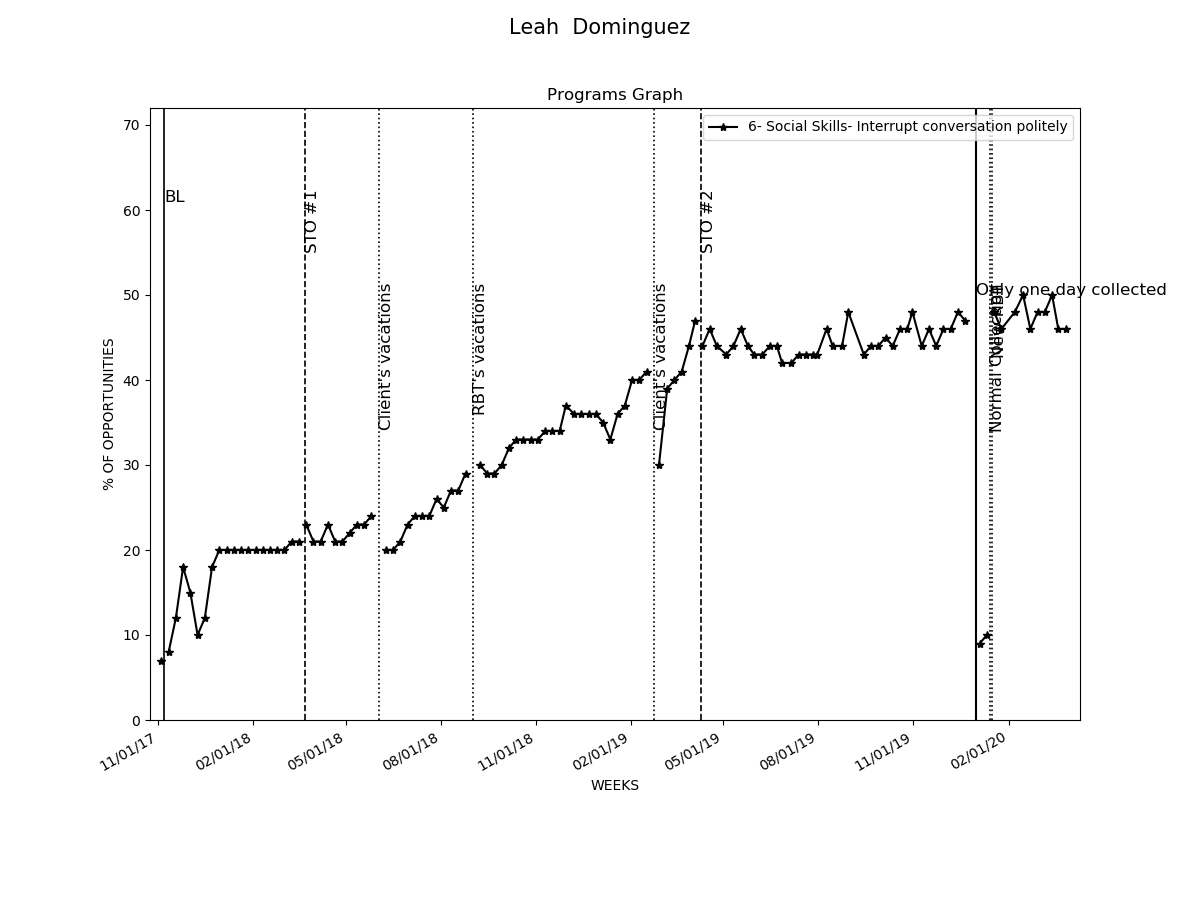 Leah Dominguez
Programs Graph
6- Social Skills- Interrupt conversation politely
70
60
50
40
30
20
10
0
% OF OPPORTUNITIES
BL
STO #1
Client's vacations
RBT's vacations
Client's vacations
STO #2
Only one day collected
Normal
11/01/17
02/01/18
05/01/18
08/01/18
11/01/18
02/01/19
05/01/19
08/01/19
11/01/19
02/01/20
WEEKS